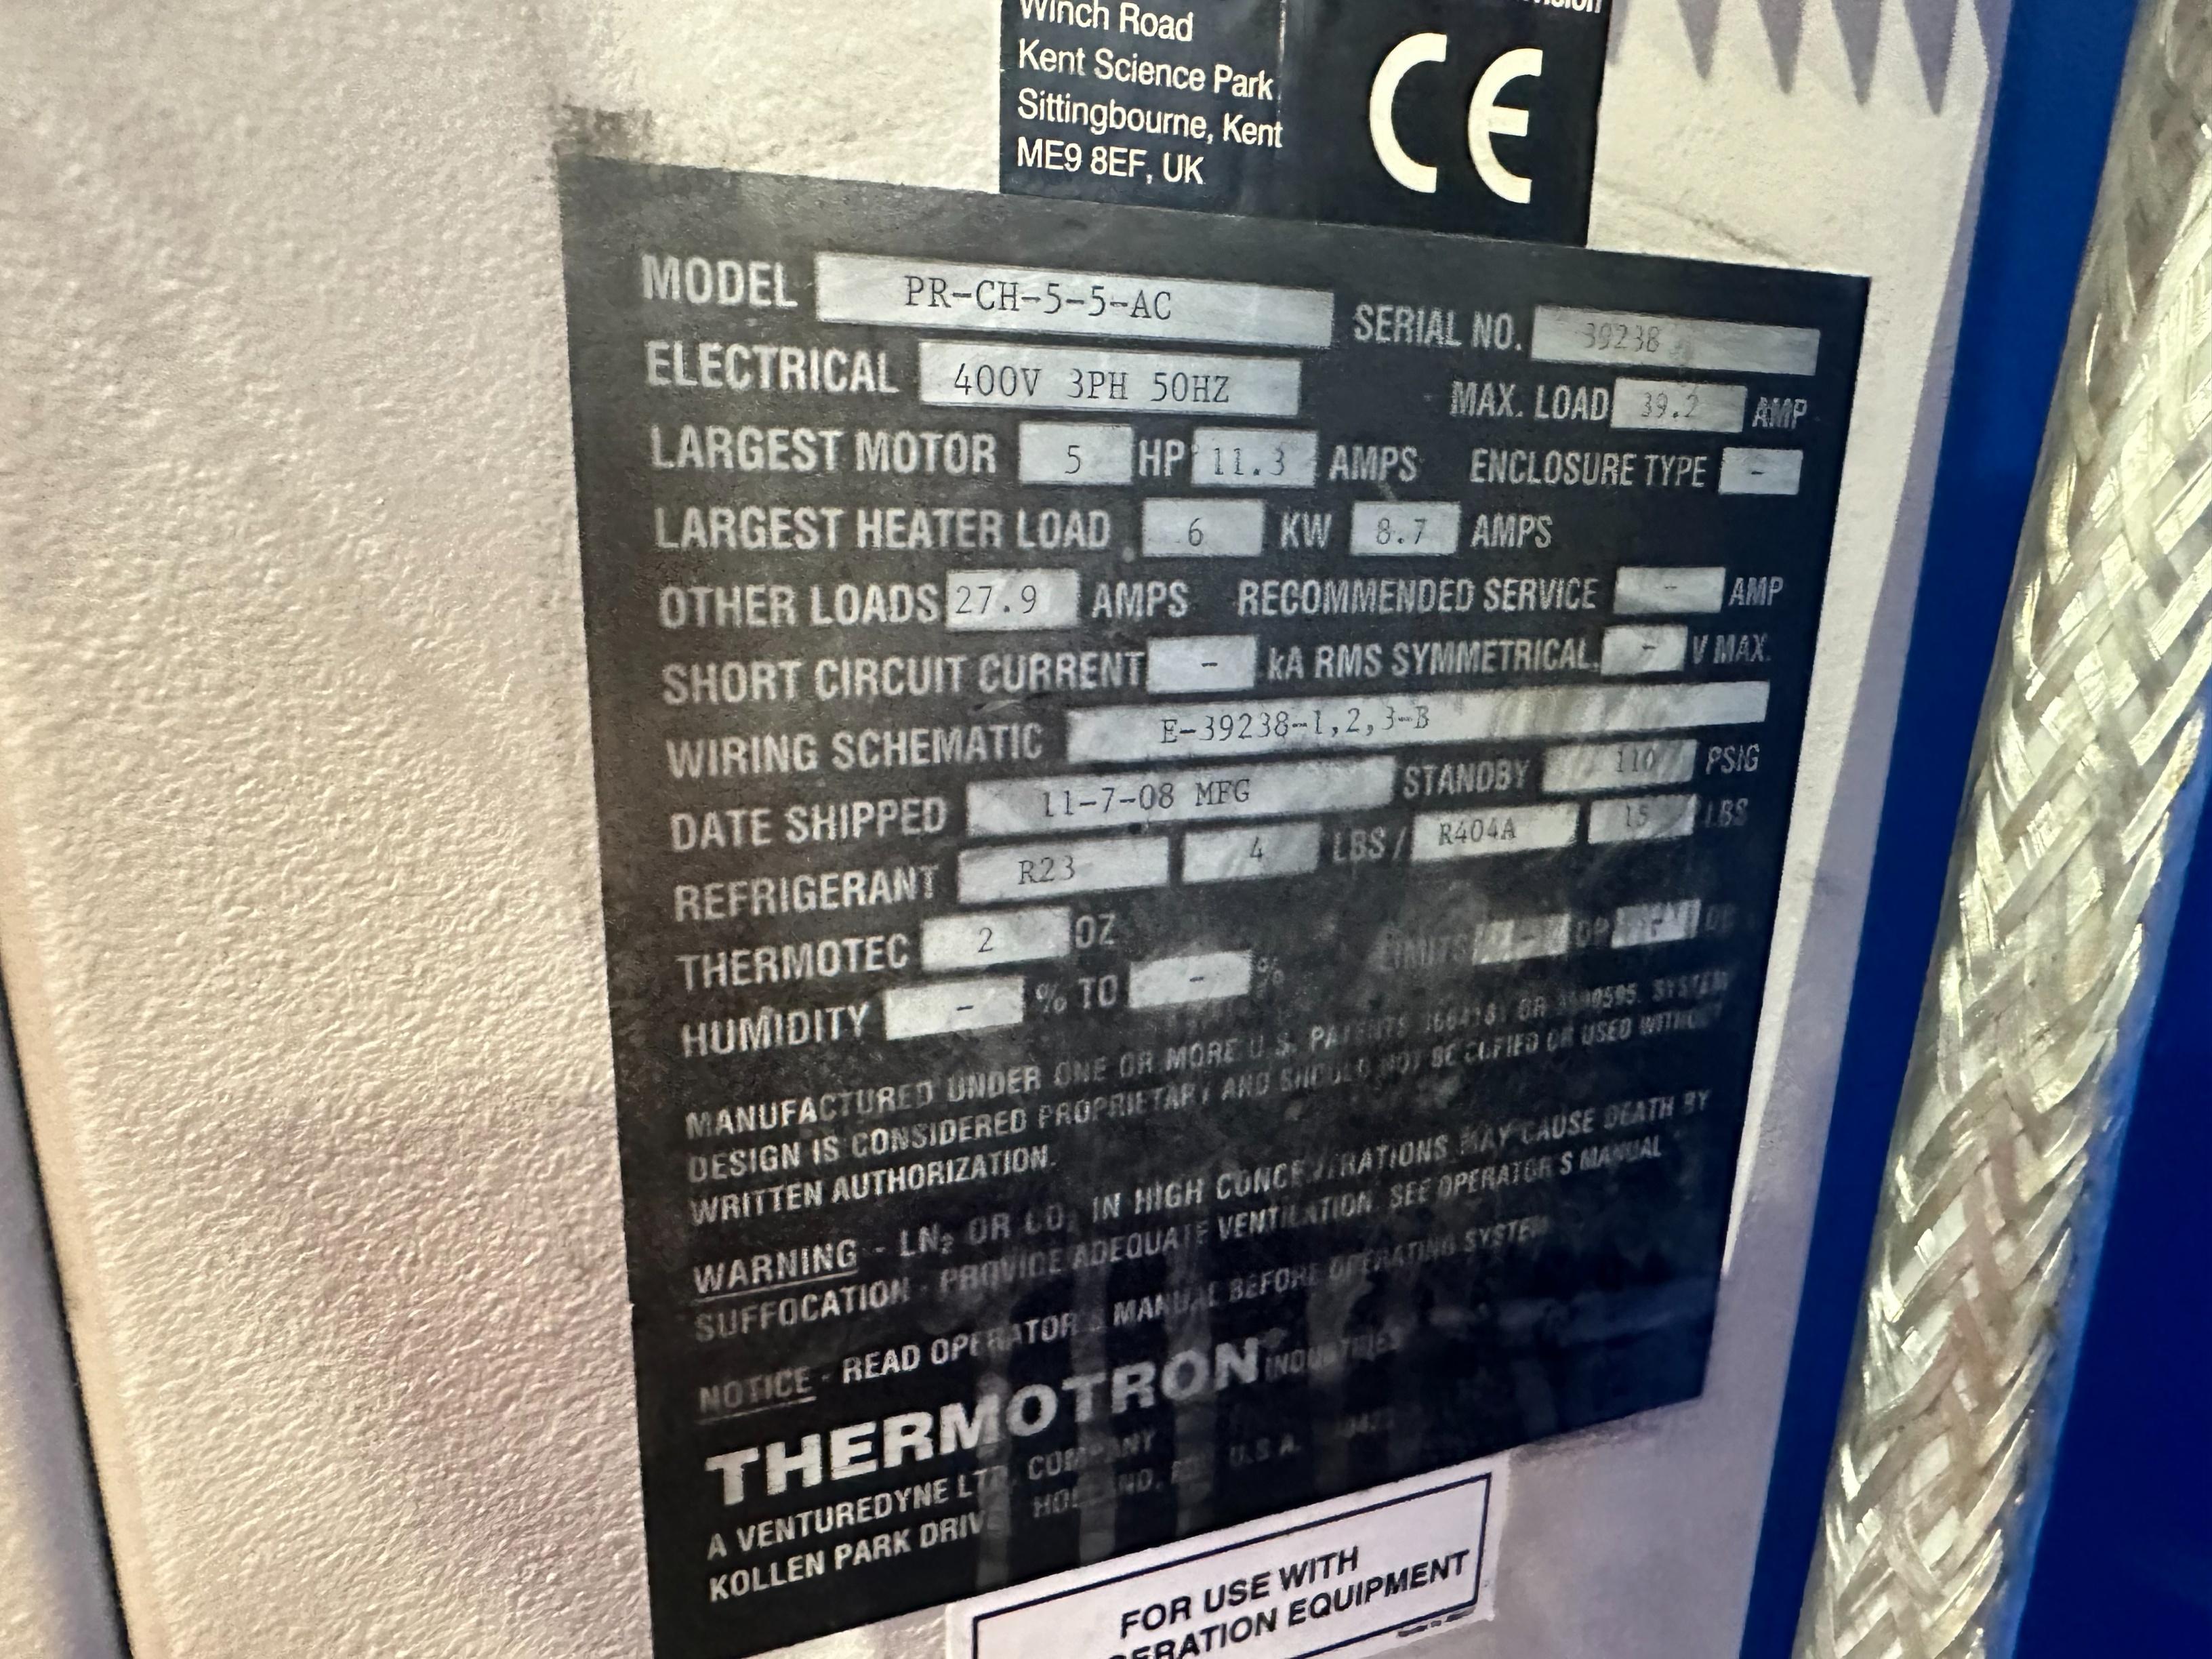 Winch Road
Kent Science Park
Sittingbourne, Kent
ME9 8EF, UK
CE
MODEL PR-CH-5-5-AC SERIAL NO. 39238
ELECTRICAL 400V 3PH 50HZ MAX. LOAD 39.2 AMP
LARGEST MOTOR 5 HP 11.3 AMPS ENCLOSURE TYPE -
LARGEST HEATER LOAD 6 KW 8.7 AMPS
OTHER LOADS 27.9 AMPS RECOMMENDED SERVICE - AMP
SHORT CIRCUIT CURRENT - kA RMS SYMMETRICAL, - V MAX.
WIRING SCHEMATIC E-39238-1,2,3-B
DATE SHIPPED 11-7-08 MFG STANDBY 110 PSIG
REFRIGERANT R23 4 LBS / R404A 15 LBS
THERMOTEC 2 OZ
HUMIDITY - % TO - % LIMITS -
MANUFACTURED UNDER ONE OR MORE U.S. PATENTS OR SYSTEM
DESIGN IS CONSIDERED PROPRIETARY AND SHOULD NOT BE COPIED OR USED WITHOUT
WRITTEN AUTHORIZATION.
WARNING - LN₂ OR CO₂ IN HIGH CONCENTRATIONS MAY CAUSE DEATH BY
SUFFOCATION - PROVIDE ADEQUATE VENTILATION. SEE OPERATOR'S MANUAL
NOTICE - READ OPERATOR'S MANUAL BEFORE OPERATING SYSTEM
THERMOTRON INDUSTRIES
A VENTUREDYNE LTD. COMPANY
KOLLEN PARK DRIVE HOLLAND, U.S.A.
FOR USE WITH
EQUIPMENT